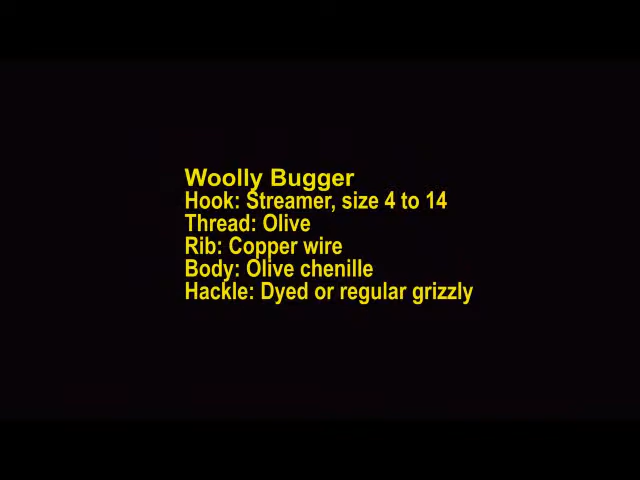 Woolly Bugger
Hook: Streamer, size 4 to 14
Thread: Olive
Rib: Copper wire
Body: Olive chenille
Hackle: Dyed or regular grizzly